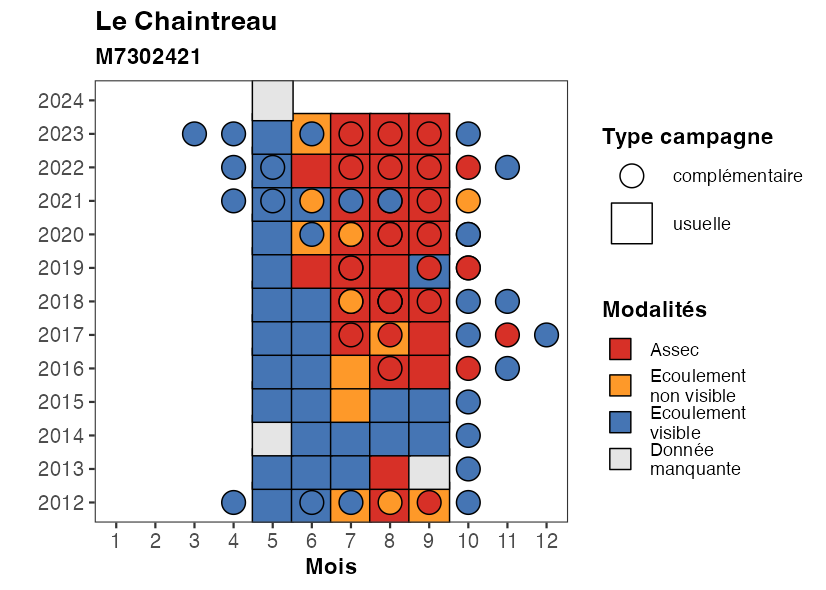 Le Chaintreau
M7302421
2024
2023
2022
2021
2020
2019
2018
2017
2016
2015
2014
2013
2012
1 2 3 4 5 6 7 8 9 10 11 12
Mois
Type campagne
complémentaire
usuelle
Modalités
Assec
Ecoulement
non visible
Ecoulement
visible
Donnée
manquante